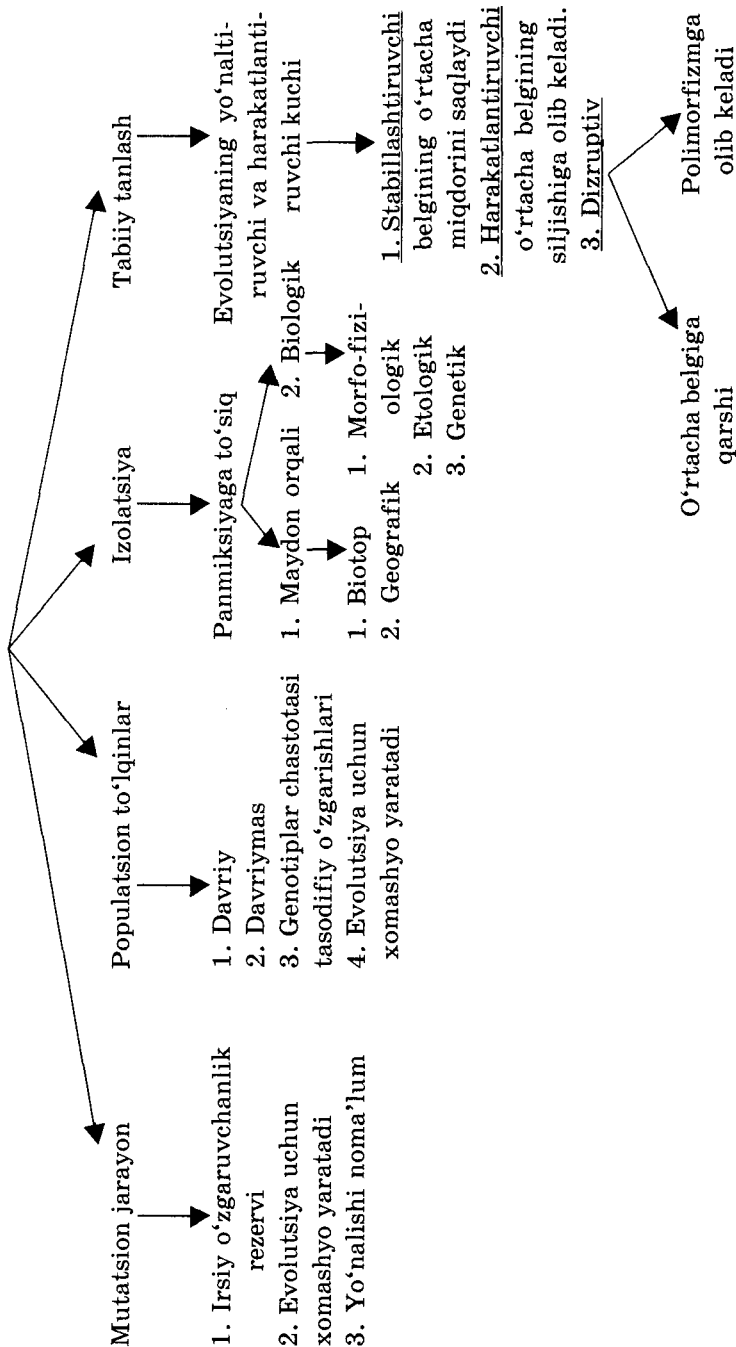 Mutatsion jarayon
1. Irsiy o‘zgaruvchanlik
rezervi
2. Evolutsiya uchun
xomashyo yaratadi
3. Yo‘nalishi noma’lum
Populatsion to‘lqinlar
1. Davriy
2. Davriymas
3. Genotiplar chastotasi
tasodifiy o‘zgarishlari
4. Evolutsiya uchun
xomashyo yaratadi
Izolatsiya
Panmiksiyaga to‘siq
1. Maydon orqali
2. Biologik
1. Biotop
2. Geografik
1. Morfo-fizi-
ologik
2. Etologik
3. Genetik
Tabiiy tanlash
Evolutsiyaning yo‘nalti-
ruvchi va harakatlanti-
ruvchi kuchi
1. Stabillashtiruvchi
belgining o‘rtacha
miqdorini saqlaydi
2. Harakatlantiruvchi
o‘rtacha belgining
siljishiga olib keladi.
3. Dizruptiv
O‘rtacha belgiga
qarshi
Polimorfizmga
olib keladi